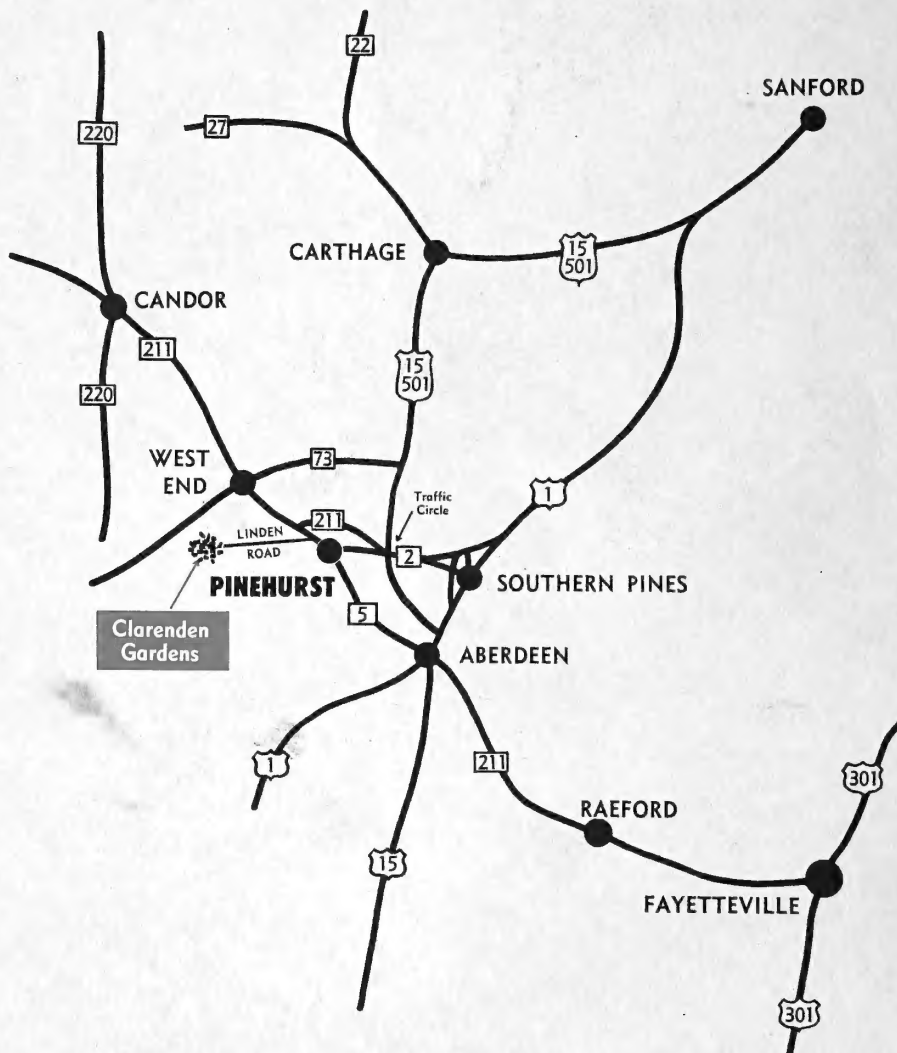 22
SANFORD
220
27
CARTHAGE
15
501
CANDOR
211
15
501
220
WEST
END
73
1
Traffic
Circle
211
LINDEN
ROAD
2
PINEHURST
SOUTHERN PINES
5
Clarenden
Gardens
ABERDEEN
1
211
301
RAEFORD
15
FAYETTEVILLE
301